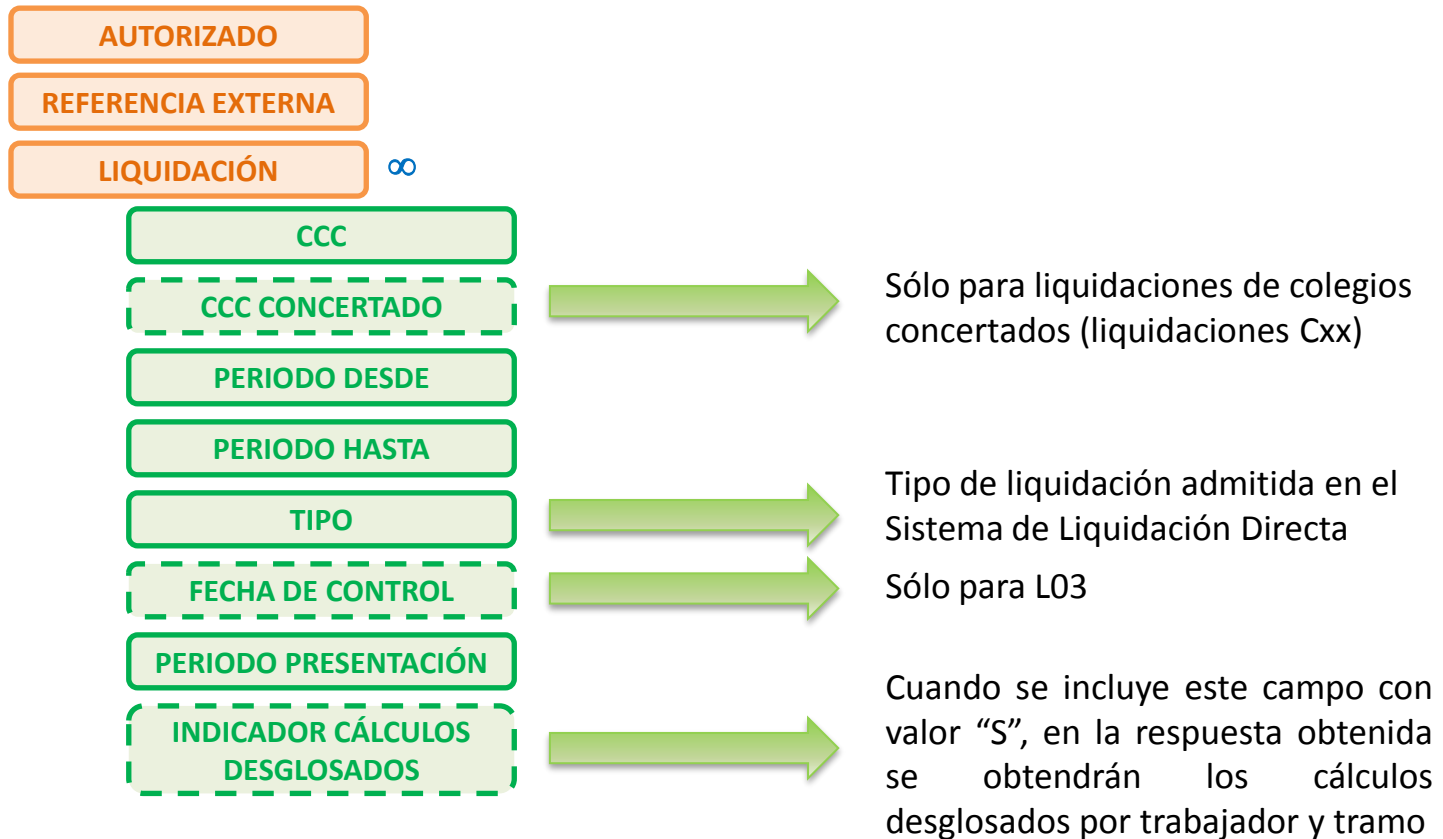 AUTORIZADO
REFERENCIA EXTERNA
LIQUIDACIÓN ∞
CCC
CCC CONCERTADO
Sólo para liquidaciones de colegios
concertados (liquidaciones Cxx)
PERIODO DESDE
PERIODO HASTA
TIPO
Tipo de liquidación admitida en el
Sistema de Liquidación Directa
FECHA DE CONTROL
Sólo para L03
PERIODO PRESENTACIÓN
INDICADOR CÁLCULOS
DESGLOSADOS
Cuando se incluye este campo con
valor “S”, en la respuesta obtenida
se obtendrán los cálculos
desglosados por trabajador y tramo